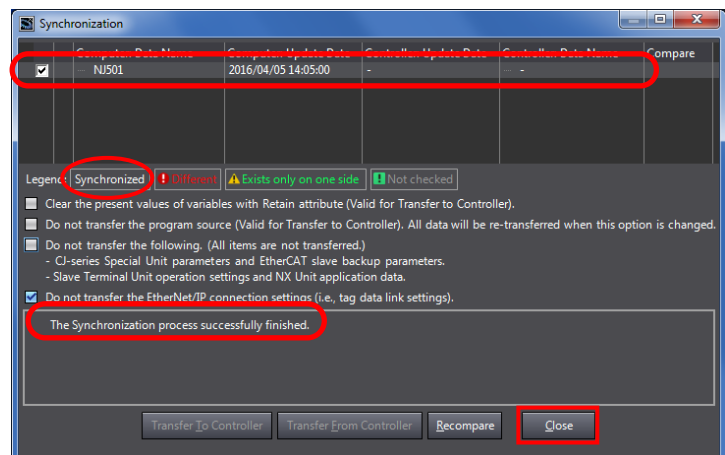 Synchronization
Computer: Data Name Computer: Update Date Controller: Update Date Controller: Data Name Compare
NJ501 2016/04/05 14:05:00 - -
Legend: Synchronized Different Exists only on one side Not checked
Clear the present values of variables with Retain attribute (Valid for Transfer to Controller).
Do not transfer the program source (Valid for Transfer to Controller). All data will be re-transferred when this option is changed.
Do not transfer the following. (All items are not transferred.)
- CJ-series Special Unit parameters and EtherCAT slave backup parameters.
- Slave Terminal Unit operation settings and NX Unit application data.
Do not transfer the EtherNet/IP connection settings (i.e., tag data link settings).
The Synchronization process successfully finished.
Transfer To Controller Transfer From Controller Recompare Close